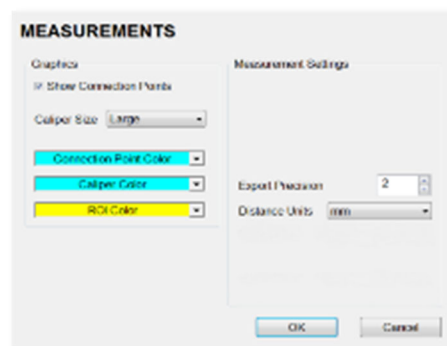 MEASUREMENTS
Graphics
Show Connection Points
Caliper Size Large
Connection Point Color
Caliper Color
ROI Color
Measurement Settings
Export Precision 2
Distance Units mm
OK Cancel